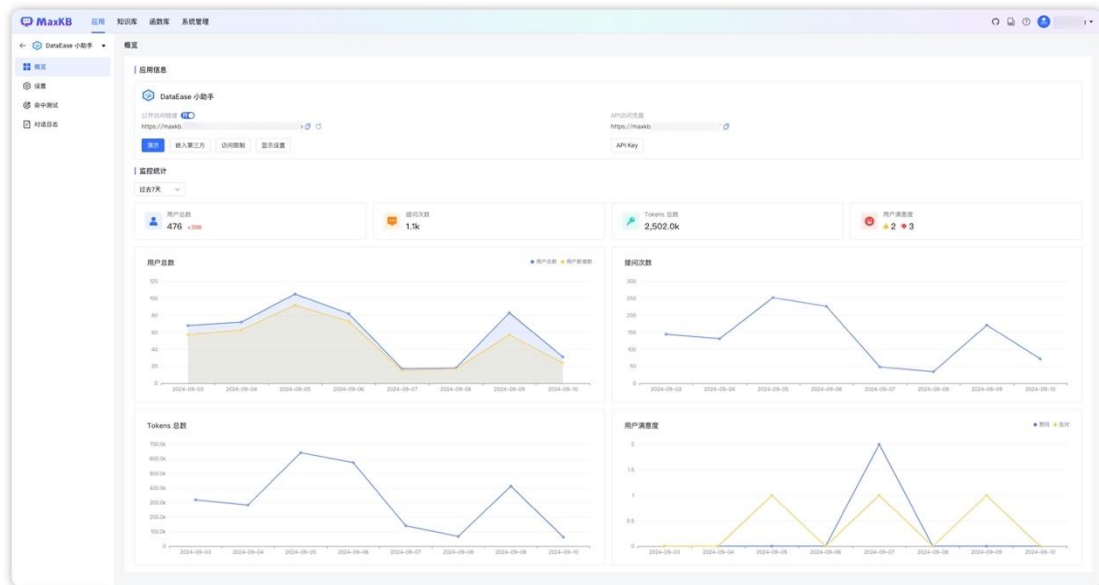 MaxKB 应用 知识库 函数库 系统管理
DataEase 小助手
概览
概览
设置
命中测试
对话日志
应用信息
DataEase 小助手
公开访问链接
https://maxkb.
演示 嵌入第三方 访问限制 显示设置
API访问凭据
https://maxkb.
API Key
监控统计
过去7天
用户总数
476
提问次数
1.1k
Tokens 总数
2,502.0k
用户满意度
2 3
用户总数
用户总数 用户新增数
120
100
80
60
40
20
0
2024-09-03 2024-09-04 2024-09-05 2024-09-06 2024-09-07 2024-09-08 2024-09-09 2024-09-10
提问次数
300
250
200
150
100
50
0
2024-09-03 2024-09-04 2024-09-05 2024-09-06 2024-09-07 2024-09-08 2024-09-09 2024-09-10
Tokens 总数
700.0k
600.0k
500.0k
400.0k
300.0k
200.0k
100.0k
0
2024-09-03 2024-09-04 2024-09-05 2024-09-06 2024-09-07 2024-09-08 2024-09-09 2024-09-10
用户满意度
赞同 反对
2
1.5
1
0.5
0
2024-09-03 2024-09-04 2024-09-05 2024-09-06 2024-09-07 2024-09-08 2024-09-09 2024-09-10